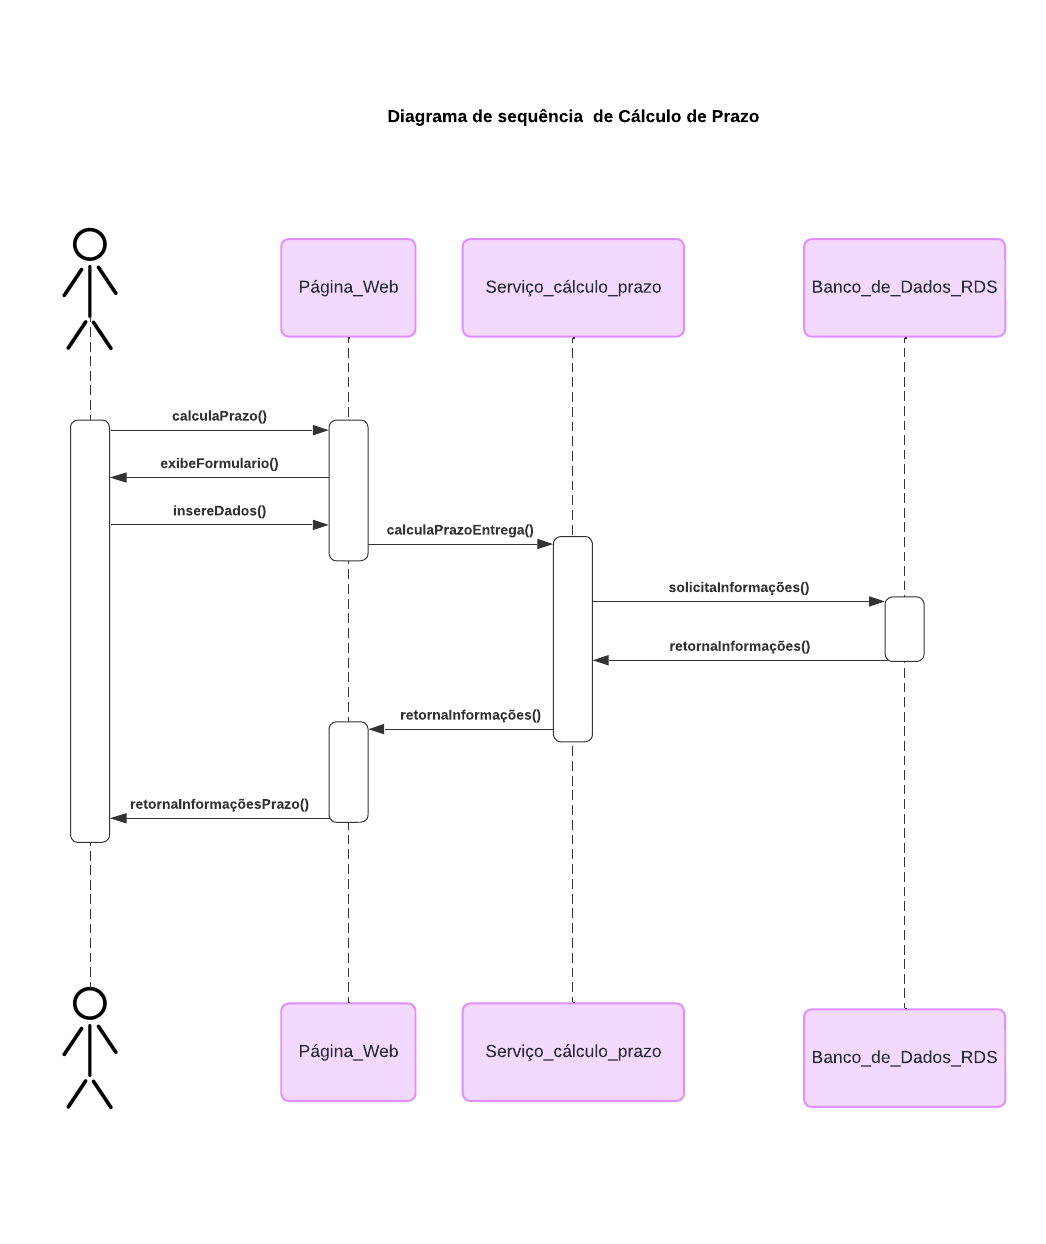 Diagrama de sequência  de Cálculo de Prazo
Página_Web
Serviço_cálculo_prazo
Banco_de_Dados_RDS
calculaPrazo()
exibeFormulario()
insereDados()
calculaPrazoEntrega()
solicitaInformações()
retornaInformações()
retornaInformações()
retornaInformaçõesPrazo()
Página_Web
Serviço_cálculo_prazo
Banco_de_Dados_RDS